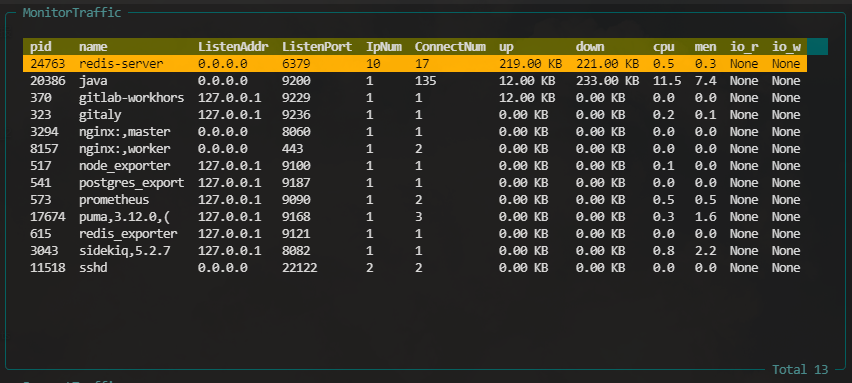 MonitorTraffic
pid name ListenAddr ListenPort IpNum ConnectNum up down cpu men io_r io_w
24763 redis-server 0.0.0.0 6379 10 17 219.00 KB 221.00 KB 0.5 0.3 None None
20386 java 0.0.0.0 9200 1 135 12.00 KB 233.00 KB 11.5 7.4 None None
370 gitlab-workhors 127.0.0.1 9229 1 1 12.00 KB 0.00 KB 0.0 0.0 None None
323 gitaly 127.0.0.1 9236 1 1 0.00 KB 0.00 KB 0.2 0.1 None None
3294 nginx:,master 0.0.0.0 8060 1 1 0.00 KB 0.00 KB 0.0 0.0 None None
8157 nginx:,worker 0.0.0.0 443 1 2 0.00 KB 0.00 KB 0.0 0.0 None None
517 node_exporter 127.0.0.1 9100 1 1 0.00 KB 0.00 KB 0.1 0.0 None None
541 postgres_export 127.0.0.1 9187 1 1 0.00 KB 0.00 KB 0.0 0.0 None None
573 prometheus 127.0.0.1 9090 1 2 0.00 KB 0.00 KB 0.5 0.5 None None
17674 puma,3.12.0,( 127.0.0.1 9168 1 3 0.00 KB 0.00 KB 0.3 1.6 None None
615 redis_exporter 127.0.0.1 9121 1 1 0.00 KB 0.00 KB 0.0 0.0 None None
3043 sidekiq,5.2.7 127.0.0.1 8082 1 1 0.00 KB 0.00 KB 0.8 2.2 None None
11518 sshd 0.0.0.0 22122 2 2 0.00 KB 0.00 KB 0.0 0.0 None None
Total 13